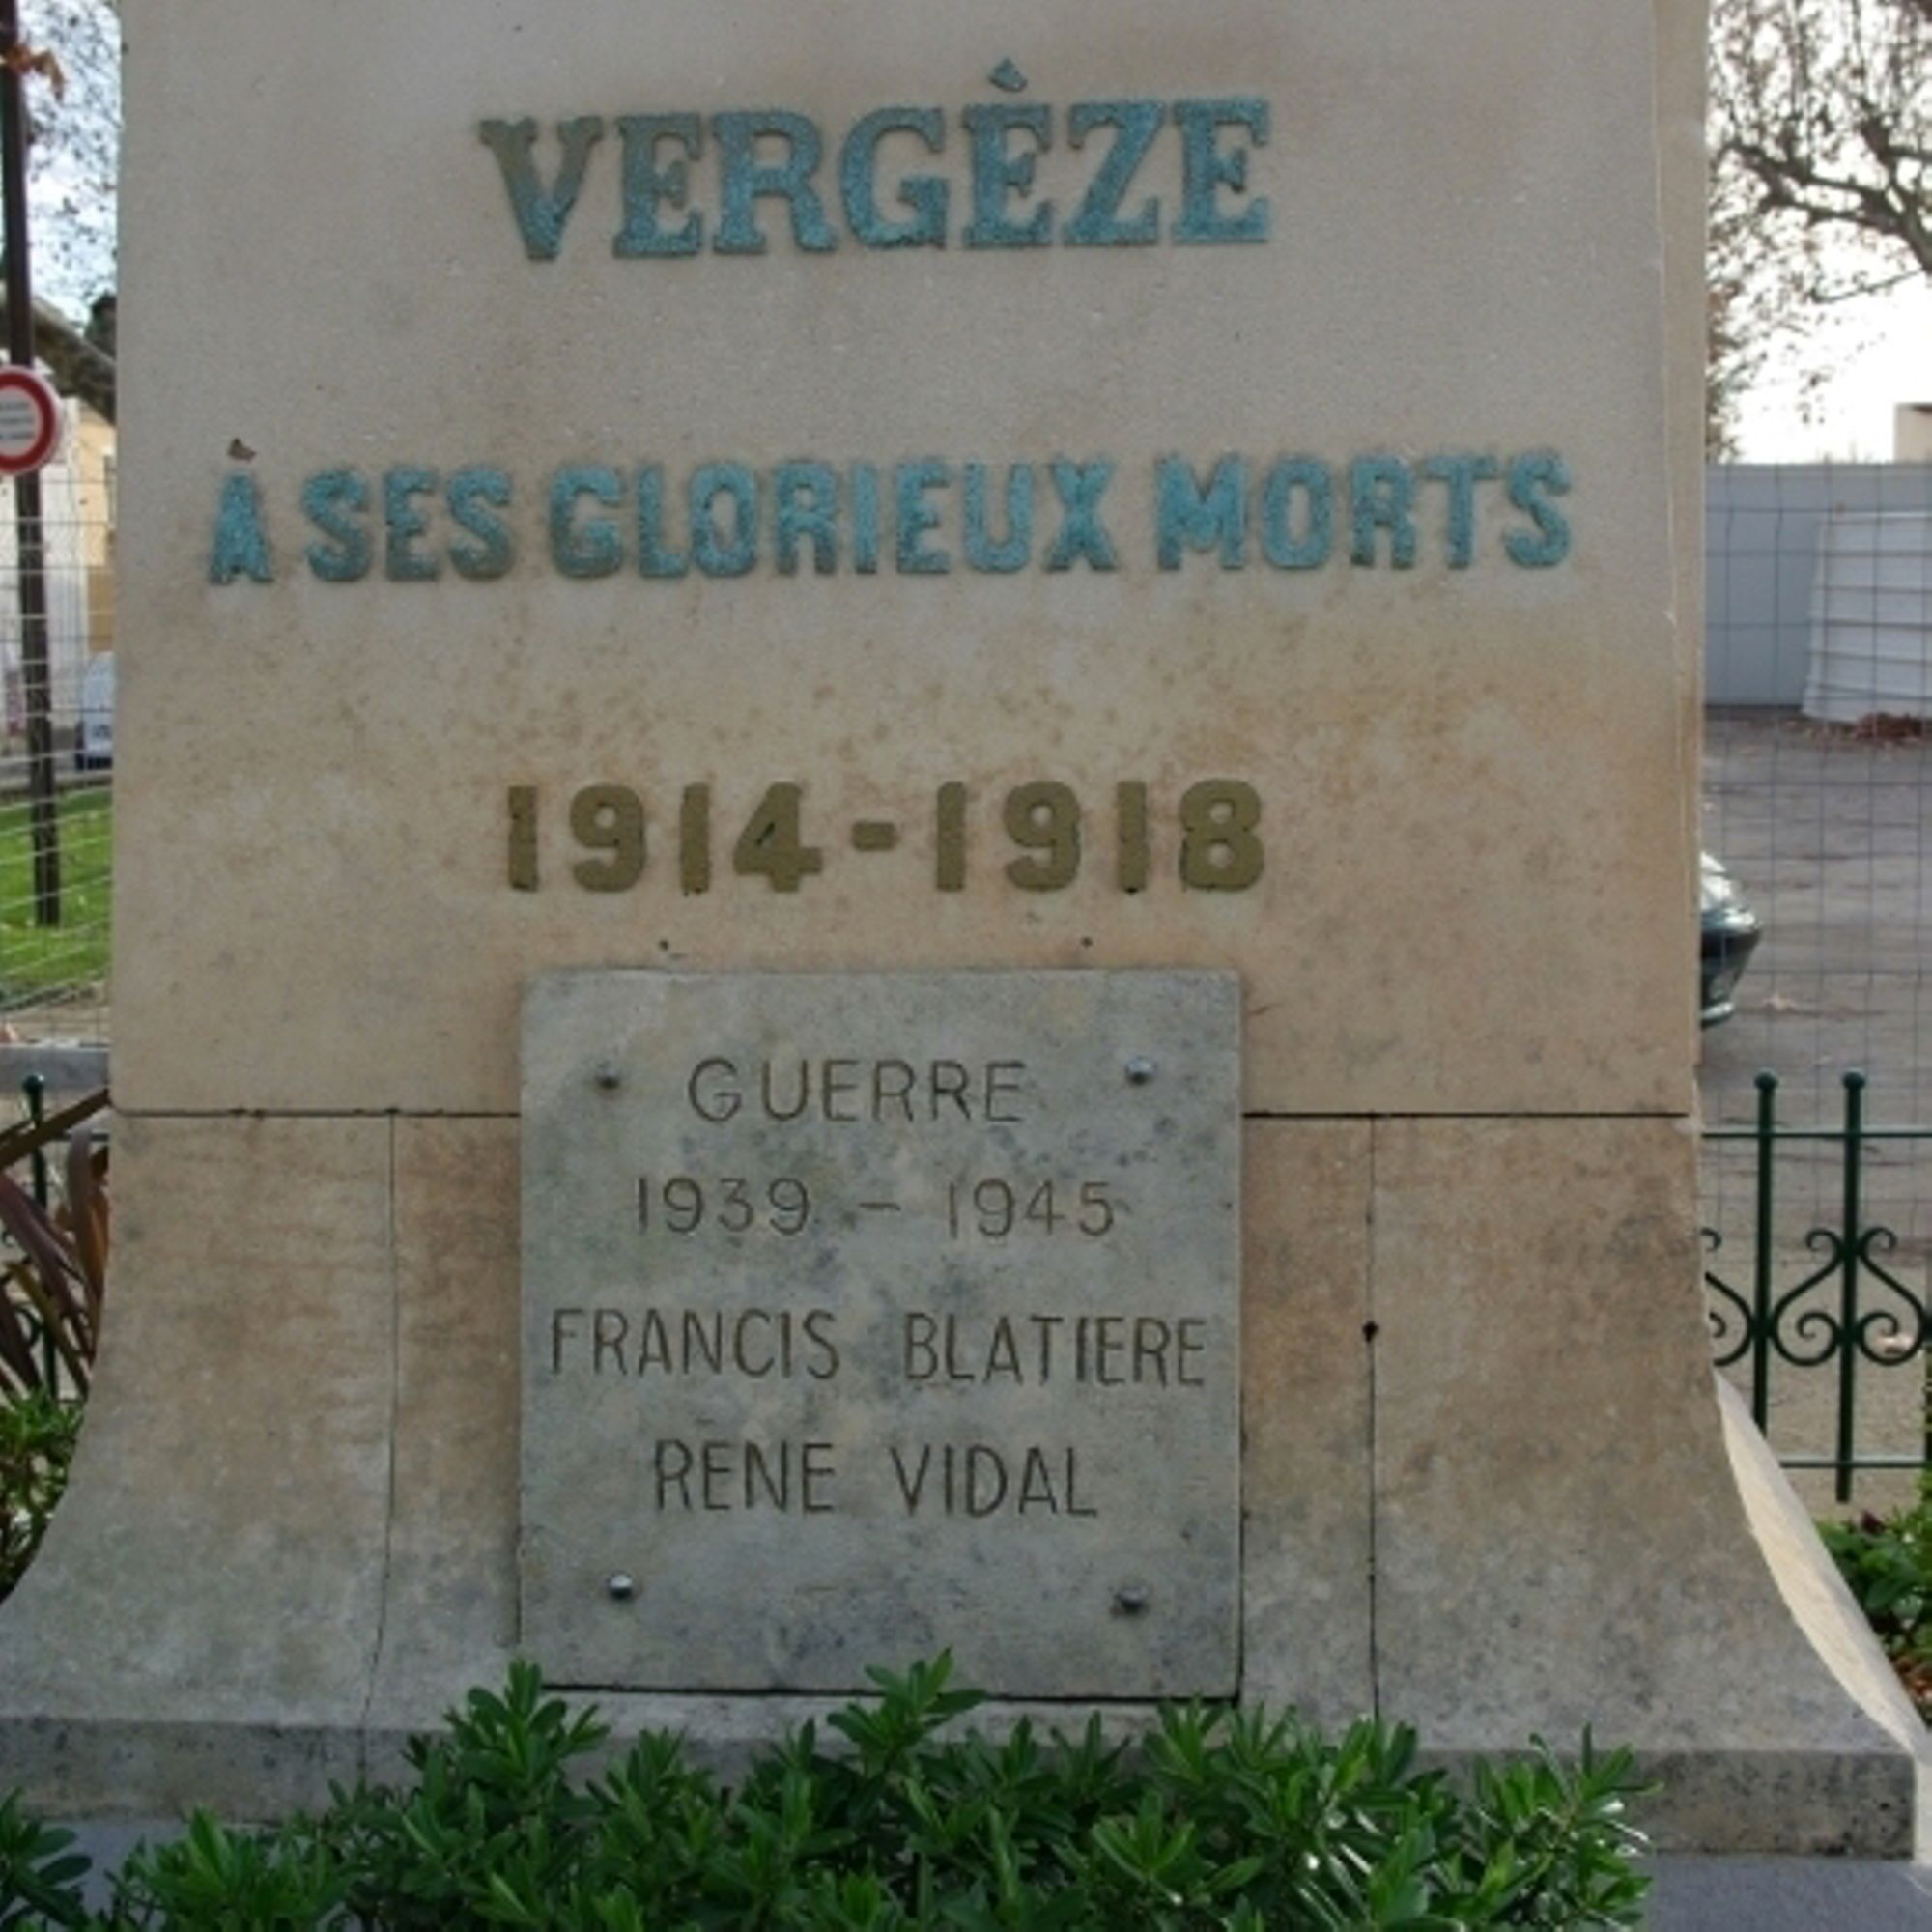 VERGÈZE
À SES GLORIEUX MORTS
1914-1918
GUERRE
1939 - 1945
FRANCIS BLATIERE
RENE VIDAL